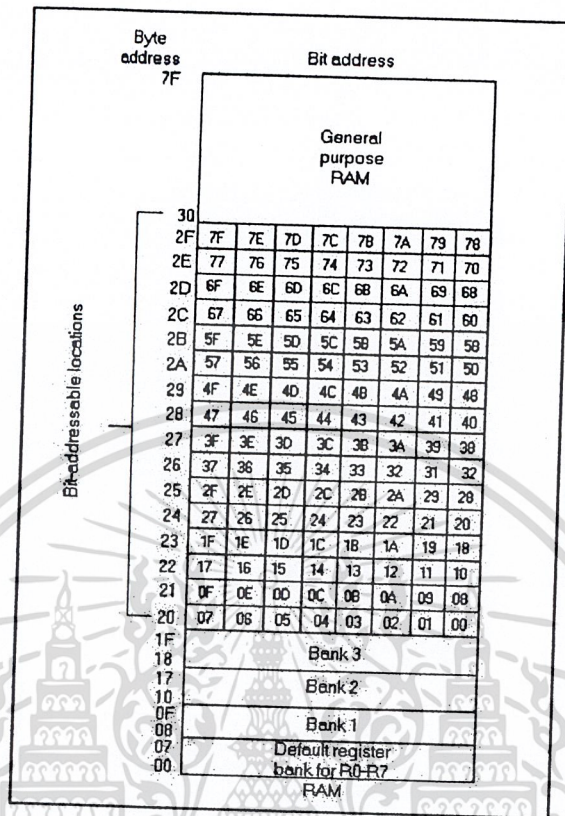 Byte
address
Bit address
7F
General
purpose
RAM
30
2F 7F 7E 7D 7C 7B 7A 79 78
2E 77 76 75 74 73 72 71 70
2D 6F 6E 6D 6C 6B 6A 69 68
2C 67 66 65 64 63 62 61 60
2B 5F 5E 5D 5C 5B 5A 59 58
2A 57 56 55 54 53 52 51 50
29 4F 4E 4D 4C 4B 4A 49 48
28 47 46 45 44 43 42 41 40
27 3F 3E 3D 3C 3B 3A 39 38
26 37 36 35 34 33 32 31 32
25 2F 2E 2D 2C 2B 2A 29 28
24 27 26 25 24 23 22 21 20
23 1F 1E 1D 1C 1B 1A 19 18
22 17 16 15 14 13 12 11 10
21 0F 0E 0D 0C 0B 0A 09 08
20 07 06 05 04 03 02 01 00
Bit-addressable locations
1F
18
Bank 3
17
10
Bank 2
0F
08
Bank 1
07
00
Default register
bank for R0-R7
RAM